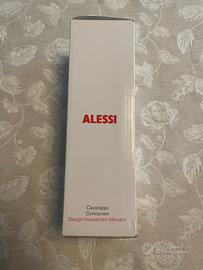 ALESSI
Cavatappi
Corkscrew
Design Alessandro Mendini